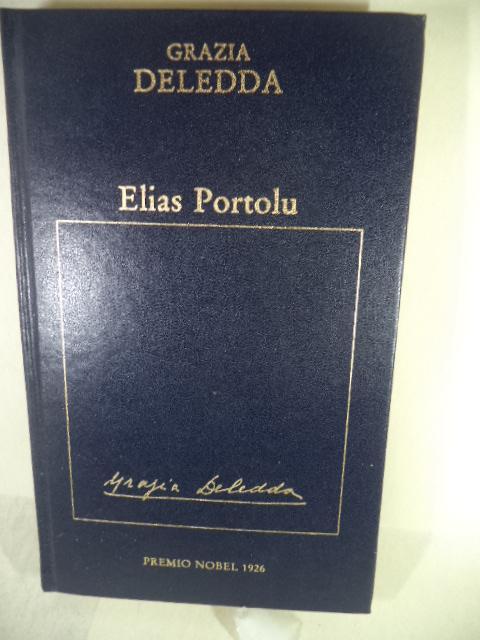 GRAZIA
DELEDDA
Elias Portolu
Grazia Deledda
PREMIO NOBEL 1926